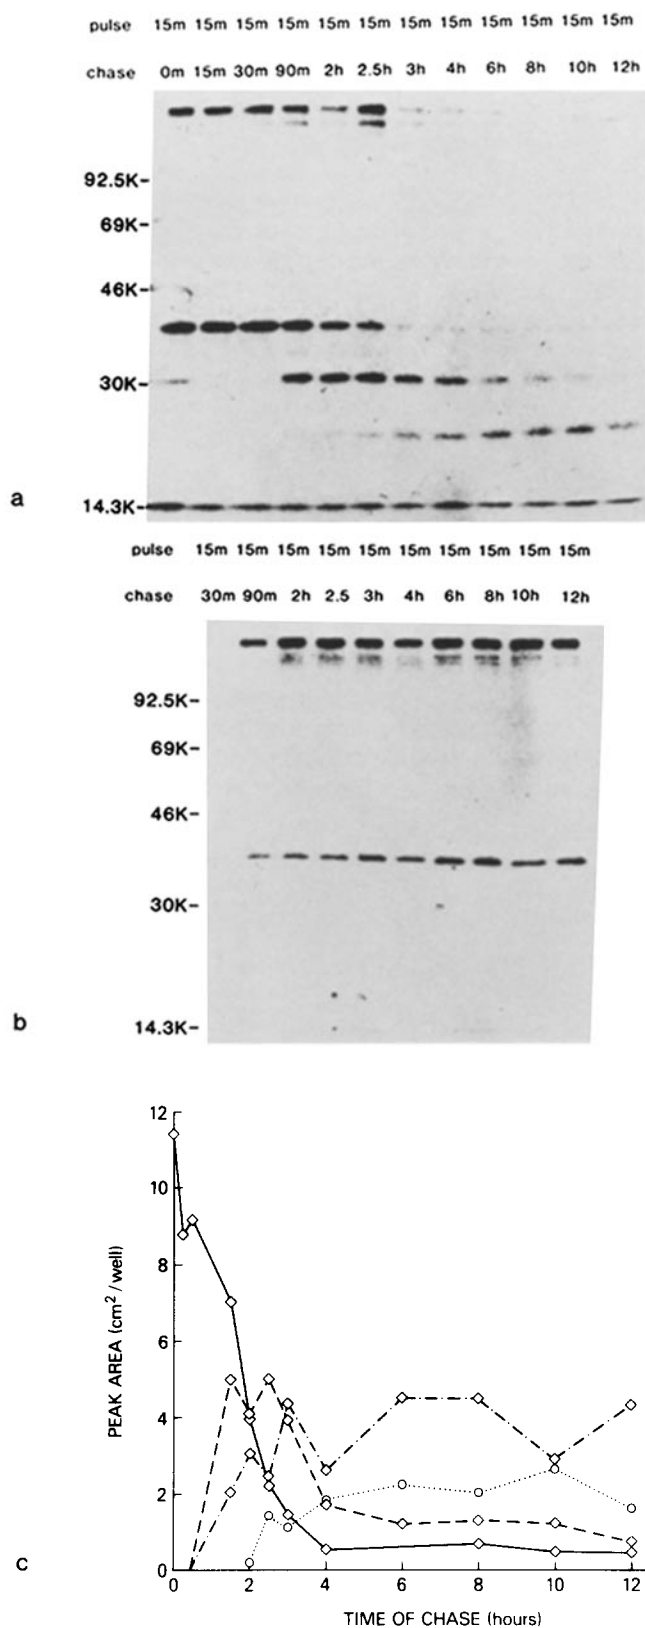 pulse 15m 15m 15m 15m 15m 15m 15m 15m 15m 15m 15m 15m
chase 0m 15m 30m 90m 2h 2.5h 3h 4h 6h 8h 10h 12h
92.5K-
69K-
46K-
30K-
14.3K-
a
pulse 15m 15m 15m 15m 15m 15m 15m 15m 15m 15m
chase 30m 90m 2h 2.5 3h 4h 6h 8h 10h 12h
92.5K-
69K-
46K-
30K-
14.3K-
b
12
10
8
6
4
2
0
PEAK AREA (cm²/well)
0 2 4 6 8 10 12
TIME OF CHASE (hours)
c